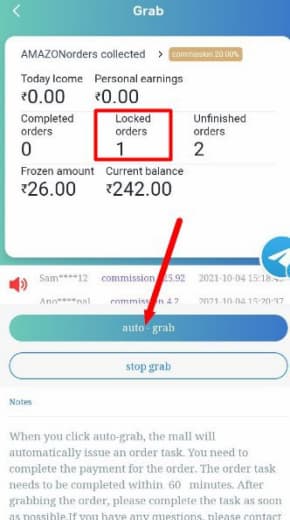 Grab
AMAZONorders collected > commission 20.00%
Today Icome Personal earnings
₹0.00 ₹0.00
Completed orders Locked orders Unfinished orders
0 1 2
Frozen amount Current balance
₹26.00 ₹242.00
Sam****12 commission 5.92 2021-10-04 15:18:
Ano****pal commission 4.2 2021-10-04 15:20:37
auto - grab
stop grab
Notes
When you click auto-grab, the mall will
automatically issue an order task. You need to
complete the payment for the order. The order task
needs to be completed within 60 minutes. After
grabbing the order, please complete the task as soon
as possible.If you have any questions, please contact